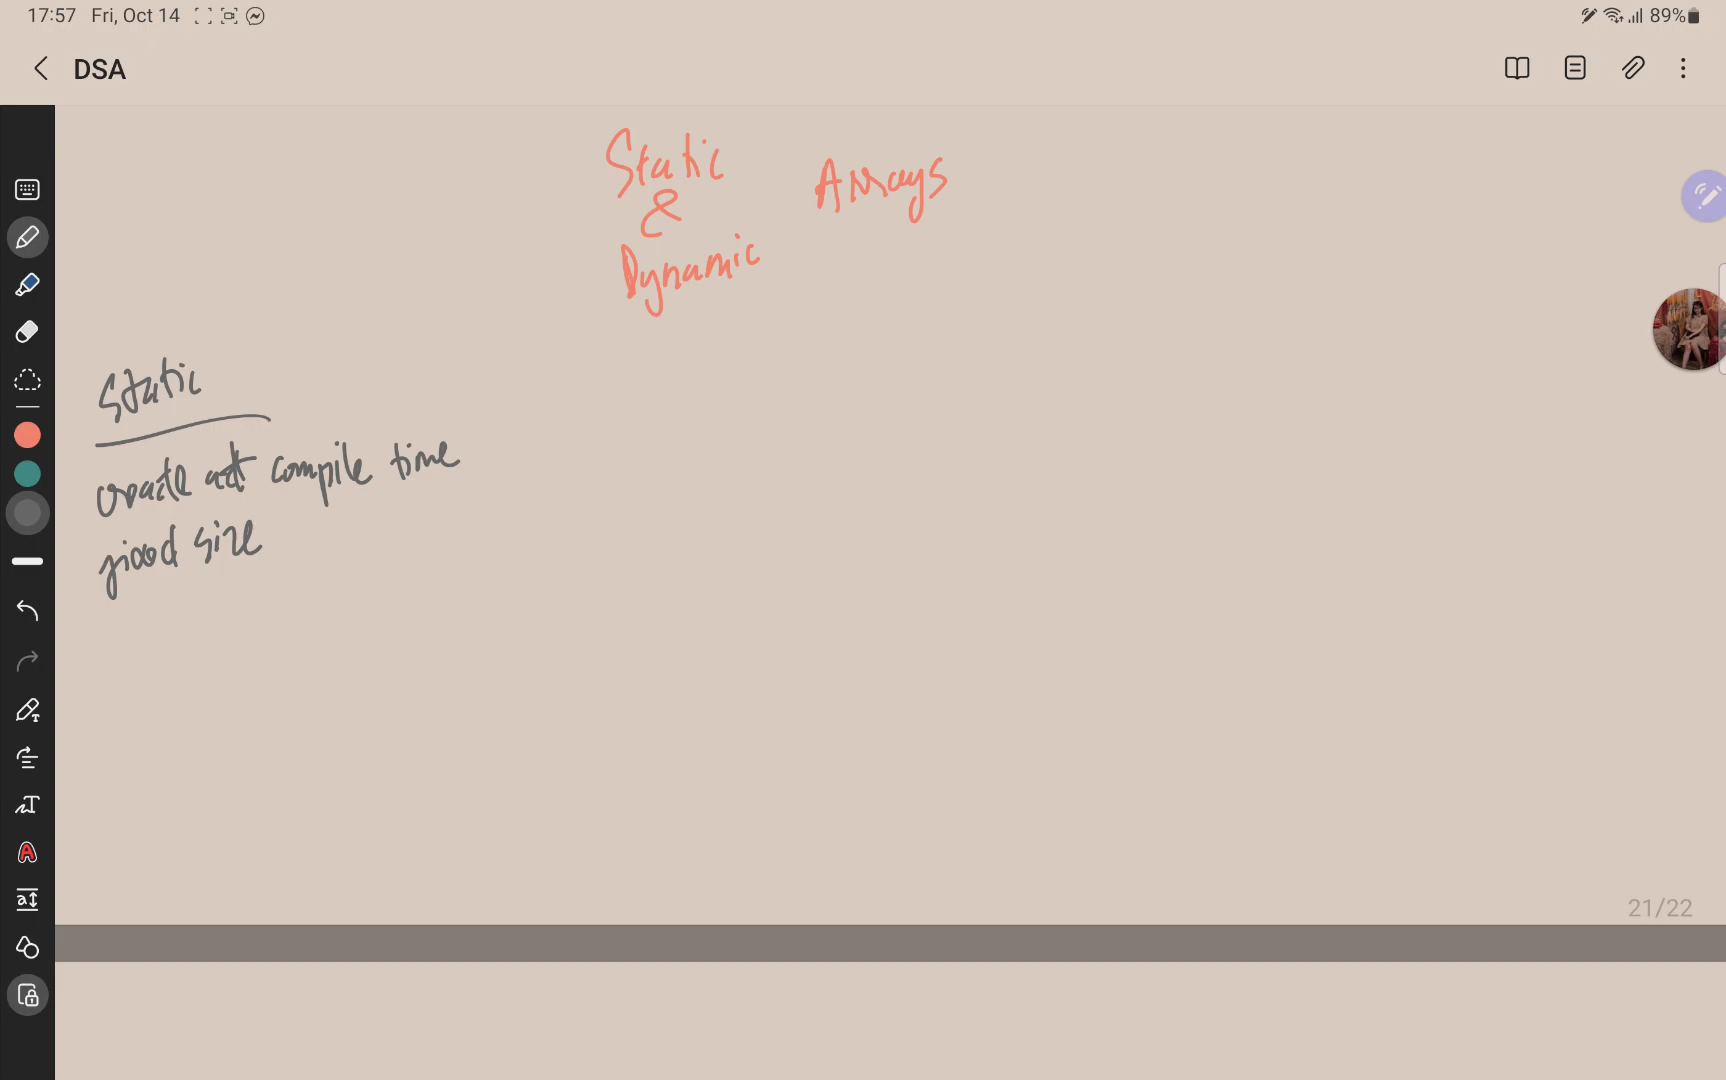 17:57 Fri, Oct 14 89%
DSA
Static Arrays
&
Dynamic
Static
create at compile time
fixed size
21/22